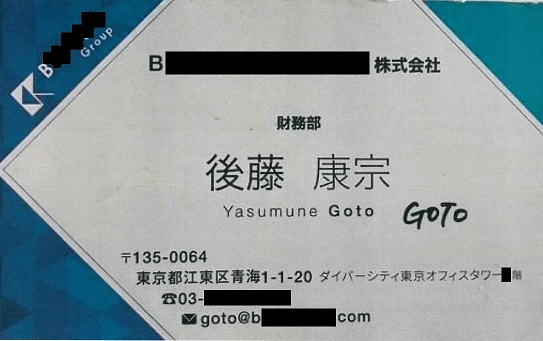 B
Group
B 株式会社
財務部
後藤 康宗
Yasumune Goto
GOTO
〒135-0064
東京都江東区青海1-1-20 ダイバーシティ東京オフィスタワー 階
☎03-
✉goto@b com